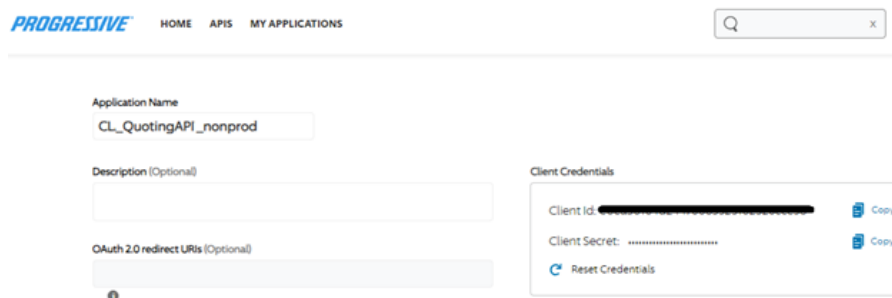 PROGRESSIVE HOME APIS MY APPLICATIONS
x
Application Name
CL_QuotingAPI_nonprod
Description (Optional)
Client Credentials
Client Id:
Copy
Client Secret: ............................
Copy
OAuth 2.0 redirect URIs (Optional)
Reset Credentials